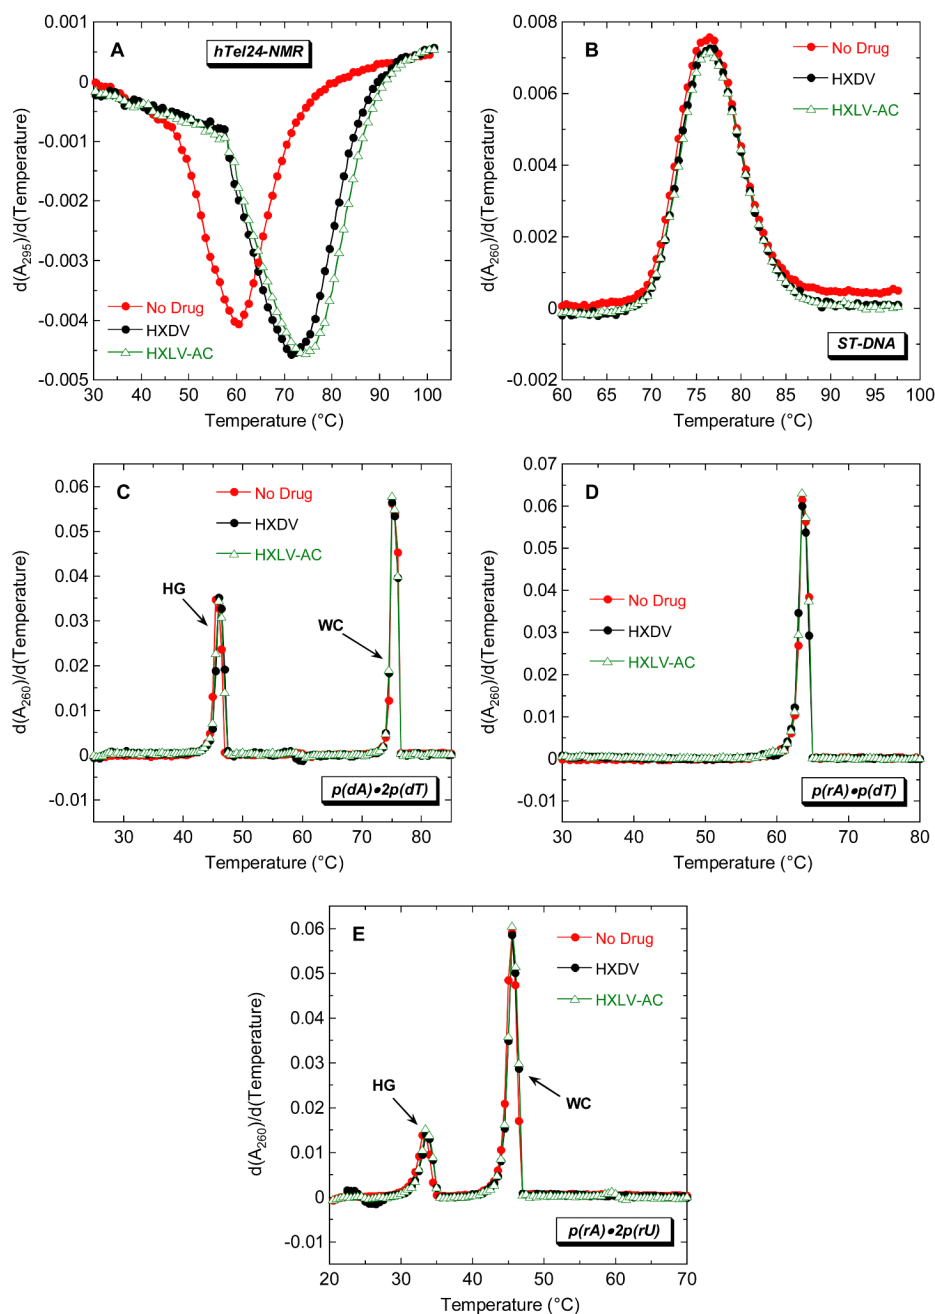 A
hTel24-NMR
0.001
0
-0.001
-0.002
-0.003
-0.004
-0.005
d(A295)/d(Temperature)
No Drug
HXDV
HXLV-AC
30 40 50 60 70 80 90 100
Temperature (°C)
B
0.008
0.006
0.004
0.002
0
-0.002
d(A260)/d(Temperature)
No Drug
HXDV
HXLV-AC
ST-DNA
60 65 70 75 80 85 90 95 100
Temperature (°C)
C
0.06
0.05
0.04
0.03
0.02
0.01
0
-0.01
d(A260)/d(Temperature)
No Drug
HXDV
HXLV-AC
HG
WC
p(dA)•2p(dT)
30 40 50 60 70 80
Temperature (°C)
D
0.07
0.06
0.05
0.04
0.03
0.02
0.01
0
-0.01
d(A260)/d(Temperature)
No Drug
HXDV
HXLV-AC
p(rA)•p(dT)
30 40 50 60 70 80
Temperature (°C)
E
0.06
0.05
0.04
0.03
0.02
0.01
0
-0.01
d(A260)/d(Temperature)
No Drug
HXDV
HXLV-AC
HG
WC
p(rA)•2p(rU)
20 30 40 50 60 70
Temperature (°C)